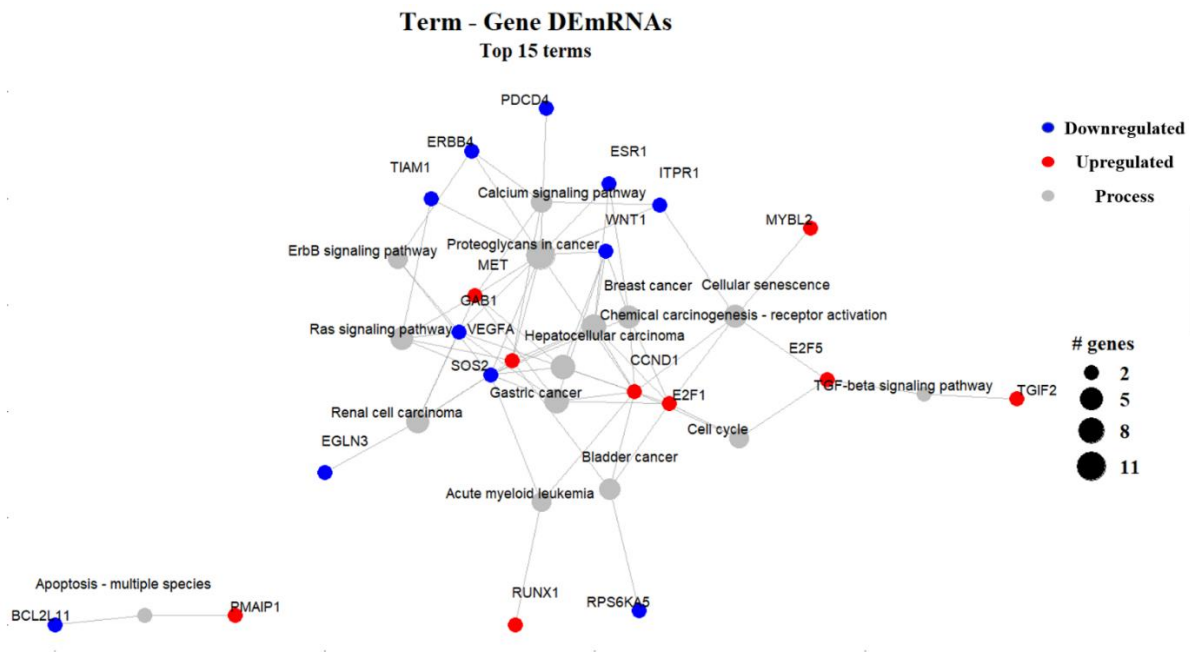 Term - Gene DEmRNAs
Top 15 terms
PDCD4
Downregulated
ERBB4
ESR1
Upregulated
TIAM1
ITPR1
Calcium signaling pathway
Process
WNT1
MYBL2
ErbB signaling pathway
Proteoglycans in cancer
MET
Breast cancer
Cellular senescence
GAB1
Chemical carcinogenesis - receptor activation
Ras signaling pathway
VEGFA
Hepatocellular carcinoma
E2F5
# genes
SOS2
CCND1
2
TGF-beta signaling pathway
TGIF2
Gastric cancer
E2F1
5
Renal cell carcinoma
Cell cycle
8
EGLN3
Bladder cancer
11
Acute myeloid leukemia
Apoptosis - multiple species
RUNX1
RPS6KA5
BCL2L11
PMAIP1